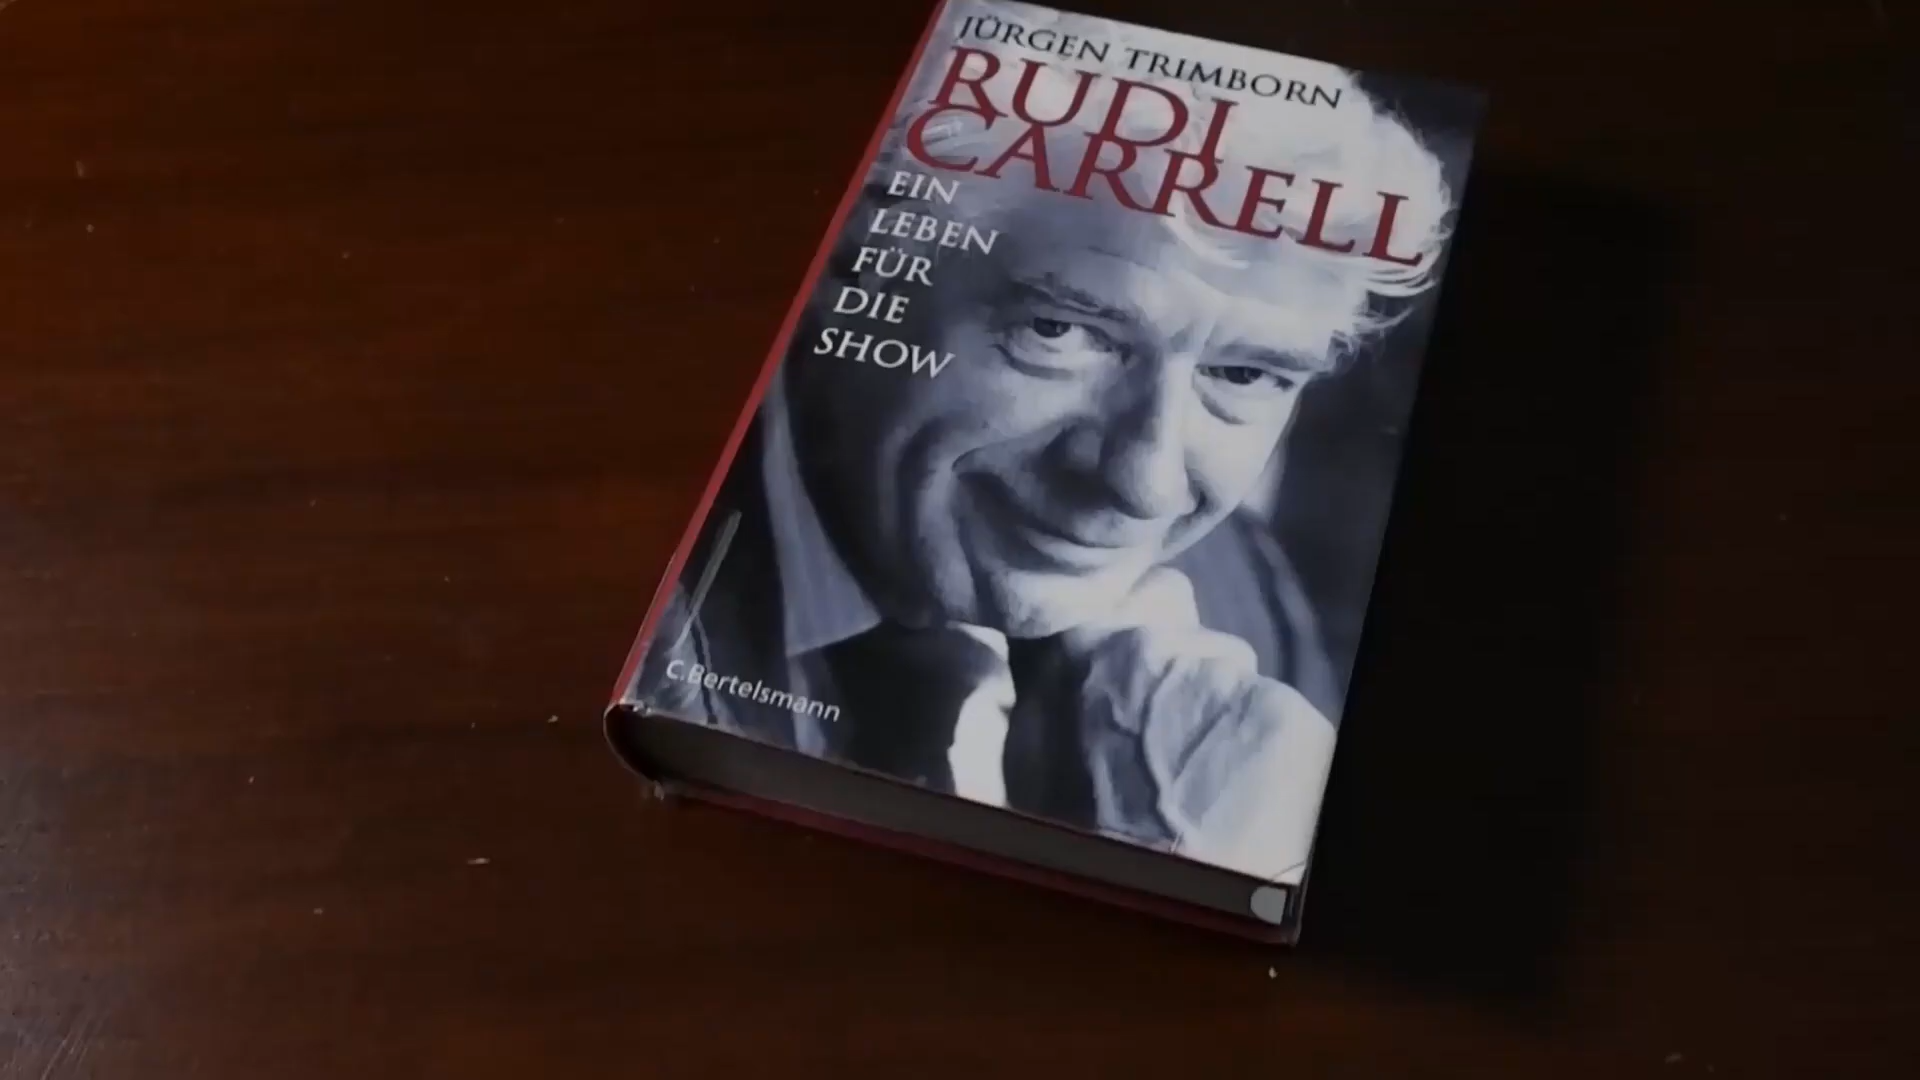 JÜRGEN TRIMBORN
RUDI
CARRELL
EIN
LEBEN
FÜR
DIE
SHOW
C.Bertelsmann